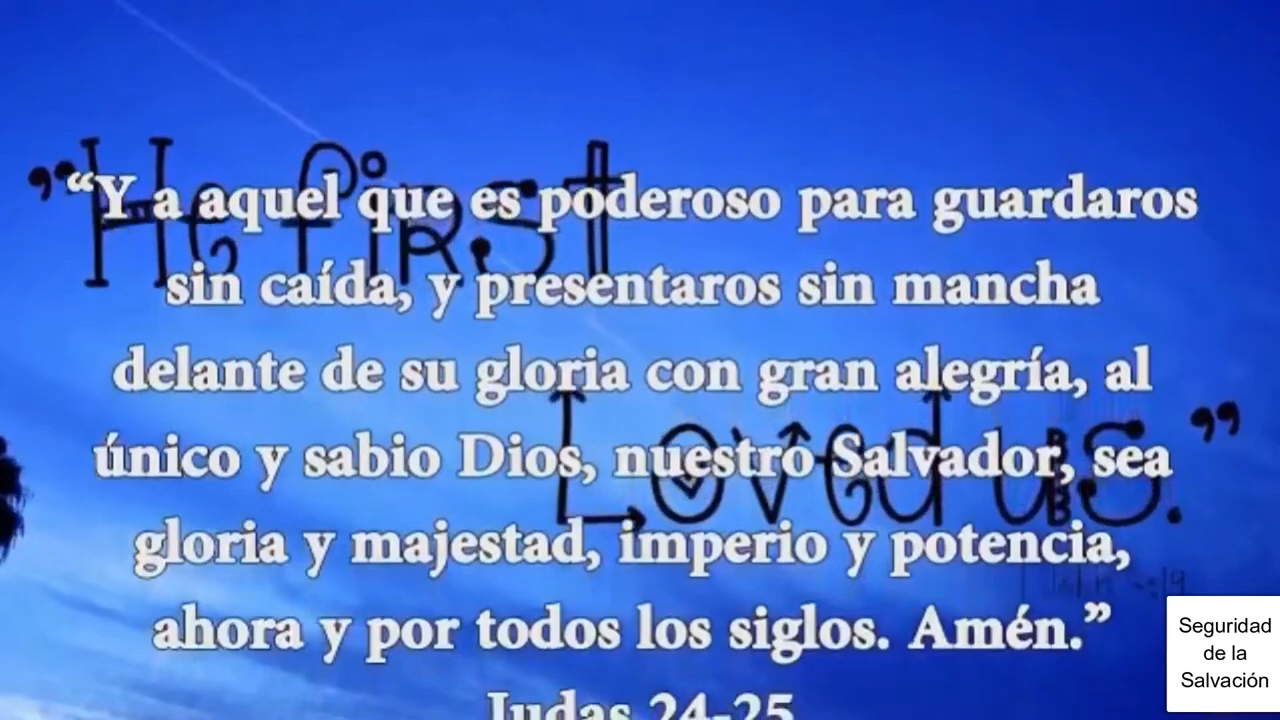 ”He first
“Y a aquel que es poderoso para guardaros
sin caída, y presentaros sin mancha
delante de su gloria con gran alegría, al
Loved us.”
único y sabio Dios, nuestro Salvador, sea
gloria y majestad, imperio y potencia,
ahora y por todos los siglos. Amén.”
Judas 24-25
Seguridad
de la
Salvación